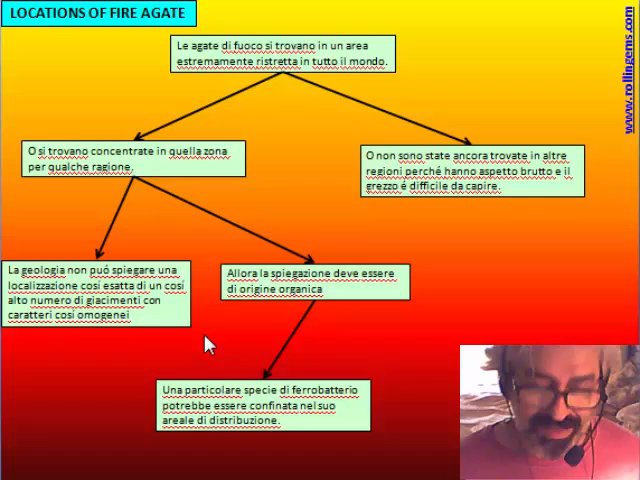 LOCATIONS OF FIRE AGATE
www.rollingems.com
Le agate di fuoco si trovano in un area
estremamente ristretta in tutto il mondo.
O si trovano concentrate in quella zona
per qualche ragione.
O non sono state ancora trovate in altre
regioni perché hanno aspetto brutto e il
grezzo é difficile da capire.
La geologia non puó spiegare una
localizzazione cosí esatta di un cosí
alto numero di giacimenti con
caratteri cosí omogenei
Allora la spiegazione deve essere
di origine organica
Una particolare specie di ferrobatterio
potrebbe essere confinata nel suo
areale di distribuzione.